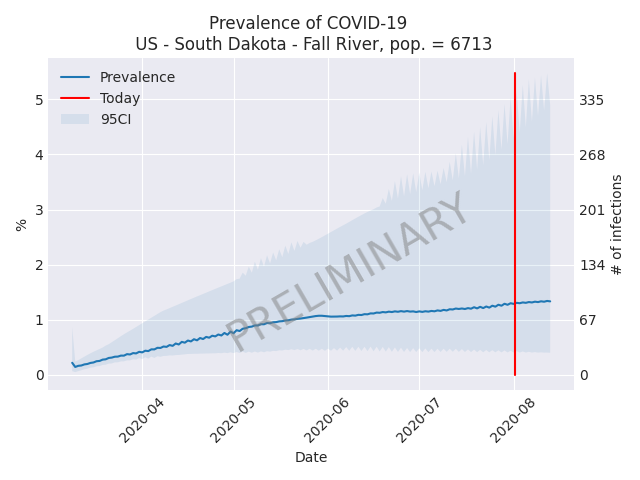 Prevalence of COVID-19
US - South Dakota - Fall River, pop. = 6713
Prevalence
Today
95CI
PRELIMINARY
%
5
4
3
2
1
0
335
268
201
134
67
0
# of infections
2020-04
2020-05
2020-06
2020-07
2020-08
Date